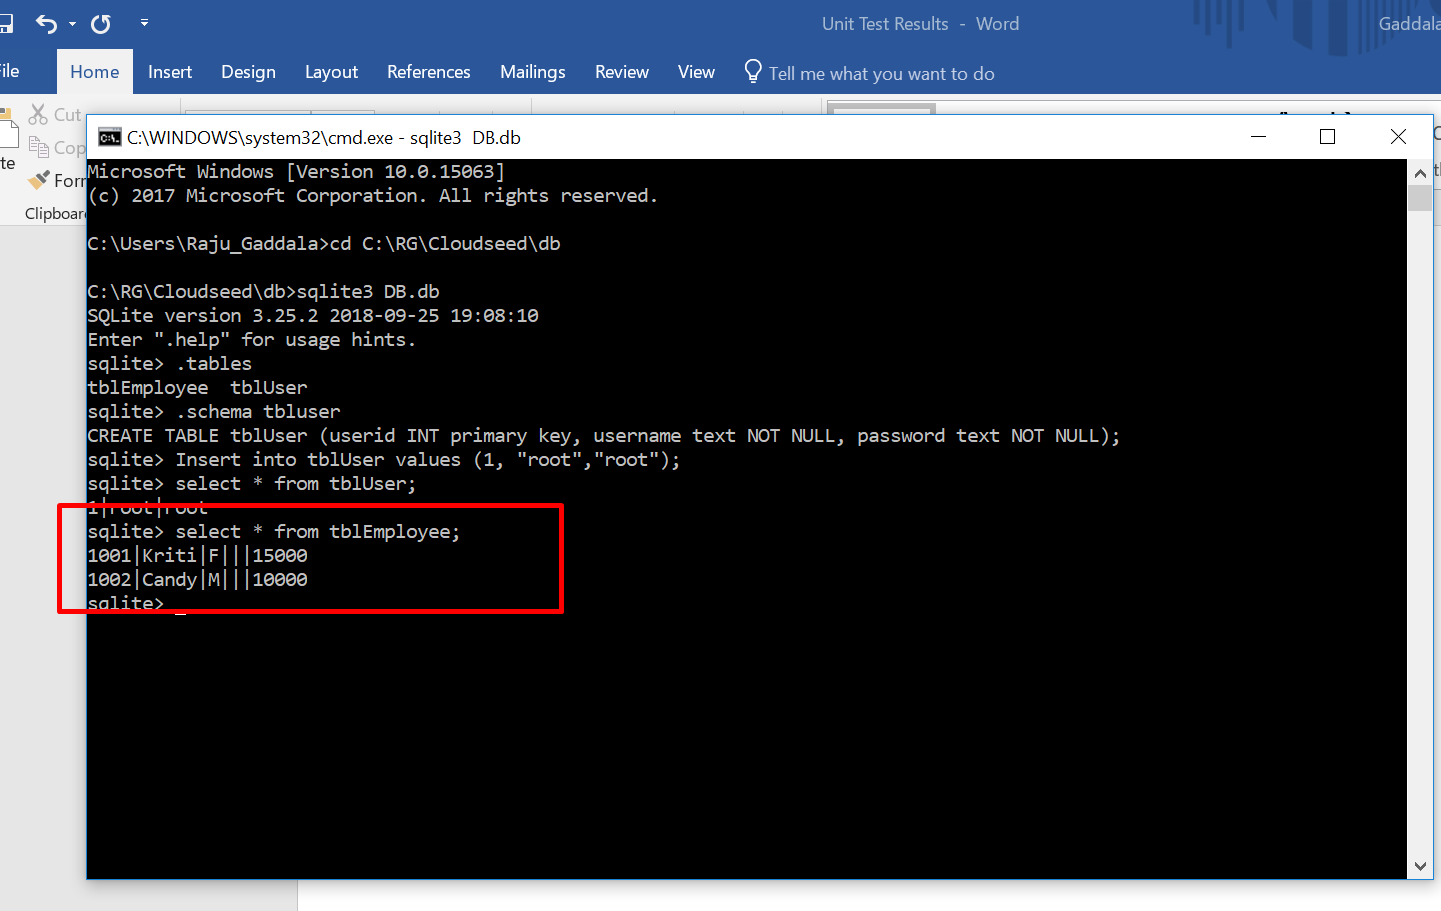 Unit Test Results - Word
Gaddala
File
Home Insert Design Layout References Mailings Review View Tell me what you want to do
Cut
Clipboard
C:\WINDOWS\system32\cmd.exe - sqlite3  DB.db
Microsoft Windows [Version 10.0.15063]
(c) 2017 Microsoft Corporation. All rights reserved.
C:\Users\Raju_Gaddala>cd C:\RG\Cloudseed\db
C:\RG\Cloudseed\db>sqlite3 DB.db
SQLite version 3.25.2 2018-09-25 19:08:10
Enter ".help" for usage hints.
sqlite> .tables
tblEmployee  tblUser
sqlite> .schema tbluser
CREATE TABLE tblUser (userid INT primary key, username text NOT NULL, password text NOT NULL);
sqlite> Insert into tblUser values (1, "root","root");
sqlite> select * from tblUser;
1|root|root
sqlite> select * from tblEmployee;
1001|Kriti|F|||15000
1002|Candy|M|||10000
sqlite>